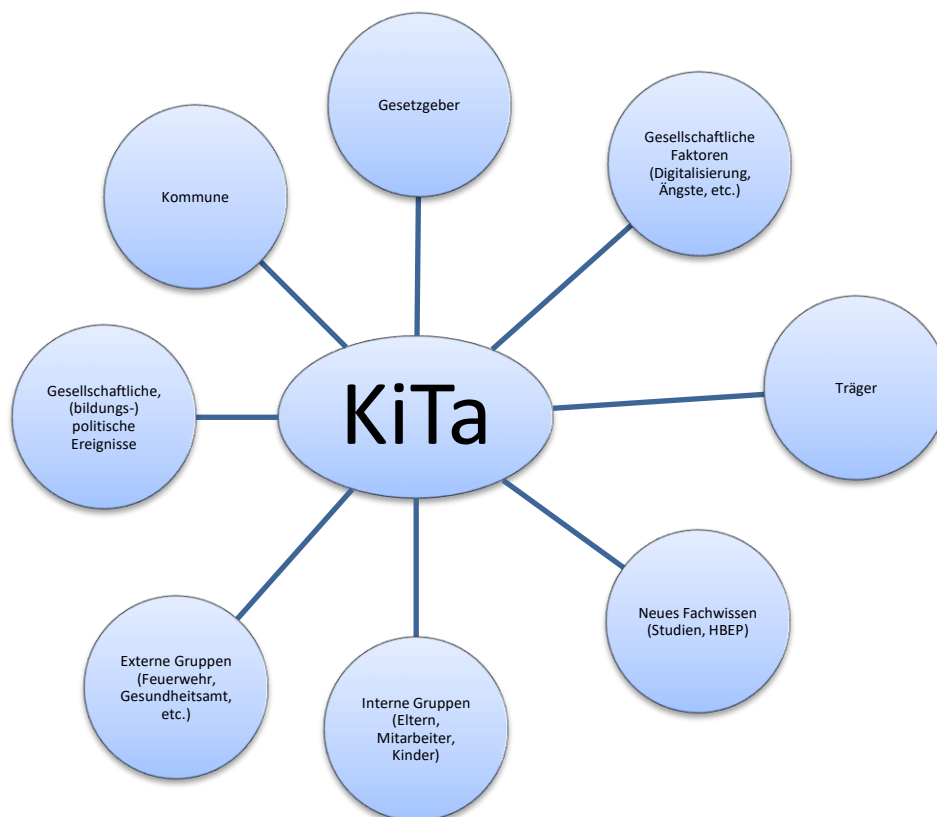 Gesetzgeber
Gesellschaftliche
Faktoren
(Digitalisierung,
Ängste, etc.)
Kommune
KiTa
Träger
Gesellschaftliche,
(bildungs-)
politische
Ereignisse
Neues Fachwissen
(Studien, HBEP)
Externe Gruppen
(Feuerwehr,
Gesundheitsamt,
etc.)
Interne Gruppen
(Eltern,
Mitarbeiter,
Kinder)